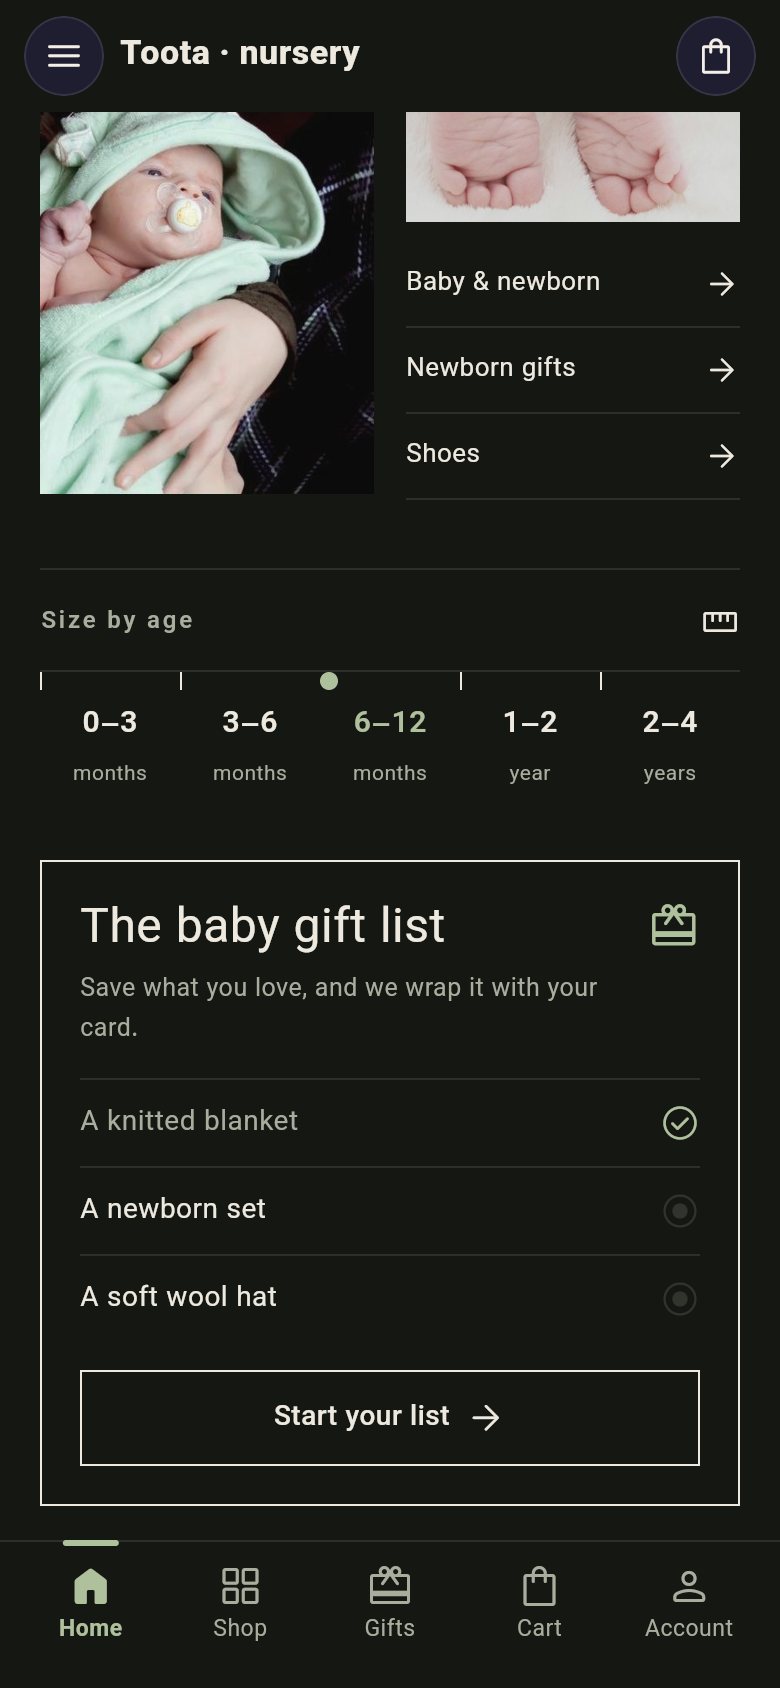 Toota · nursery
Baby & newborn
Newborn gifts
Shoes
Size by age
0–3
3–6
6–12
1–2
2–4
months
months
months
year
years
The baby gift list
Save what you love, and we wrap it with your
card.
A knitted blanket
A newborn set
A soft wool hat
Start your list
Home
Shop
Gifts
Cart
Account